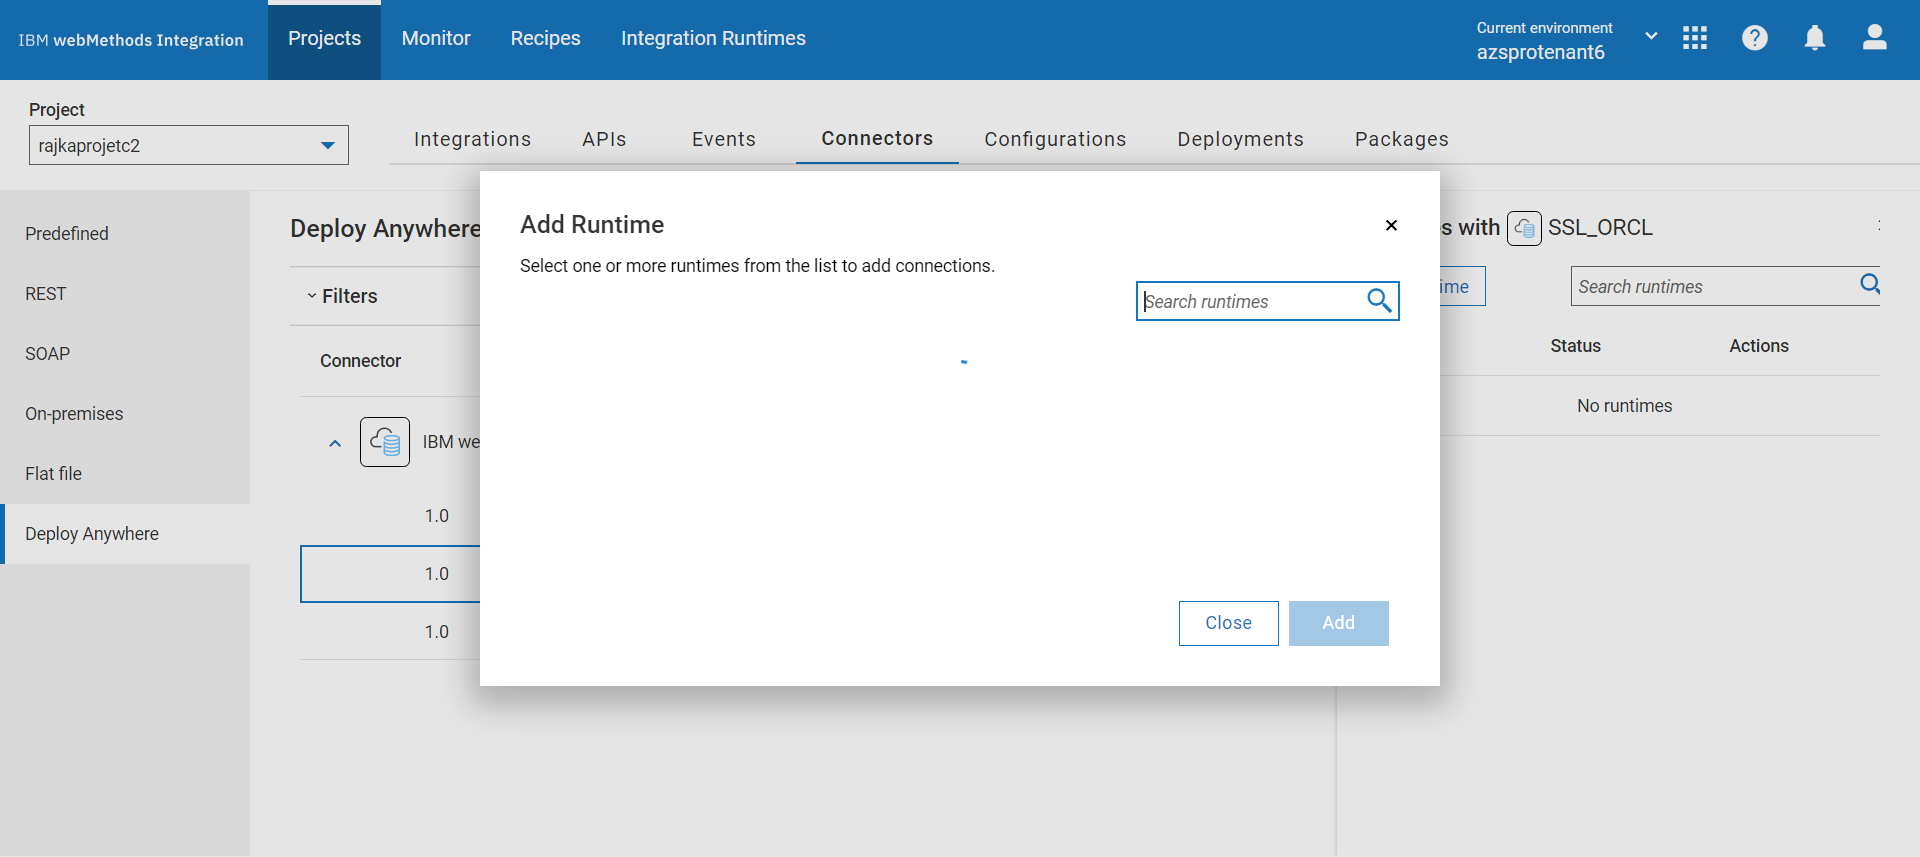 IBM webMethods Integration
Projects
Monitor
Recipes
Integration Runtimes
Current environment
azsprotenant6
Project
rajkaprojetc2
Integrations
APIs
Events
Connectors
Configurations
Deployments
Packages
Predefined
REST
SOAP
On-premises
Flat file
Deploy Anywhere
Deploy Anywhere
Filters
Connector
IBM we
1.0
1.0
1.0
Add Runtime
Select one or more runtimes from the list to add connections.
Search runtimes
Close
Add
s with SSL_ORCL
ime
Search runtimes
Status
Actions
No runtimes